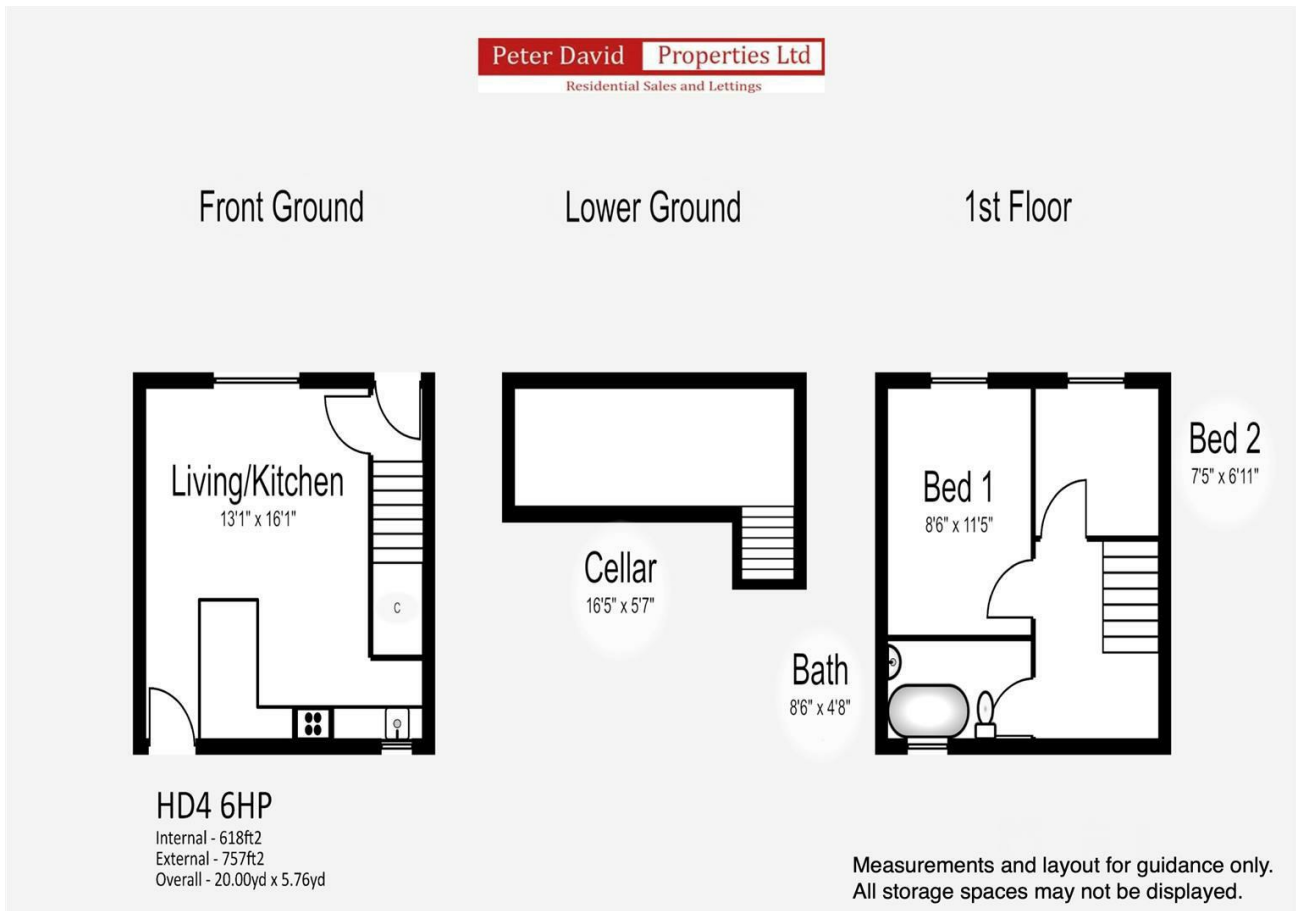 Peter David Properties Ltd
Residential Sales and Lettings
Front Ground
Lower Ground
1st Floor
Living/Kitchen
13'1" x 16'1"
C
Cellar
16'5" x 5'7"
Bed 1
8'6" x 11'5"
Bed 2
7'5" x 6'11"
Bath
8'6" x 4'8"
HD4 6HP
Internal - 618ft2
External - 757ft2
Overall - 20.00yd x 5.76yd
Measurements and layout for guidance only.
All storage spaces may not be displayed.